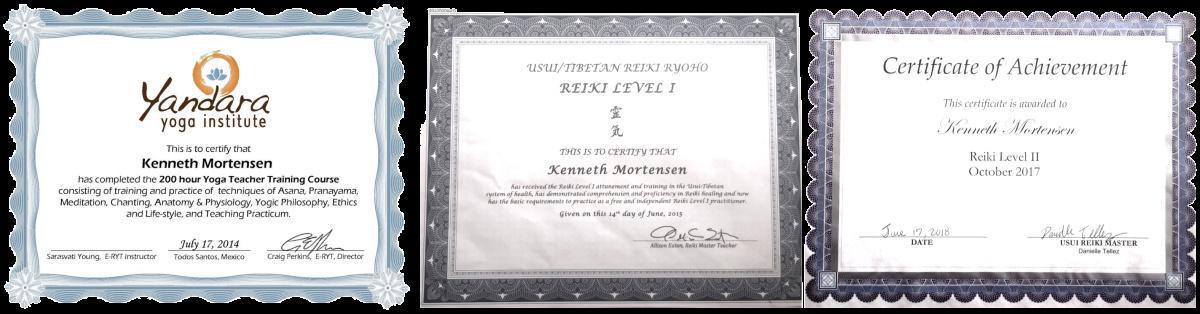 Yandara
yoga institute
This is to certify that
Kenneth Mortensen
has completed the 200 hour Yoga Teacher Training Course
consisting of training and practice of techniques of Asana, Pranayama,
Meditation, Chanting, Anatomy & Physiology, Yogic Philosophy, Ethics
and Life-style, and Teaching Practicum.
July 17, 2014
Saraswati Young, E-RYT Instructor
Todos Santos, Mexico
Craig Perkins, E-RYT, Director
USUI/TIBETAN REIKI RYOHO
REIKI LEVEL I
靈
氣
THIS IS TO CERTIFY THAT
Kenneth Mortensen
has received the Reiki Level I attunement and training in the Usui-Tibetan
system of health, has demonstrated comprehension and proficiency in Reiki healing and now
has the basic requirements to practice as a free and independent Reiki Level I practitioner.
Given on this 14th day of June, 2015
Allison Eaton, Reiki Master Teacher
Certificate of Achievement
This certificate is awarded to
Kenneth Mortensen
Reiki Level II
October 2017
June 17, 2018
Danielle Tellez
DATE
USUI REIKI MASTER
Danielle Tellez